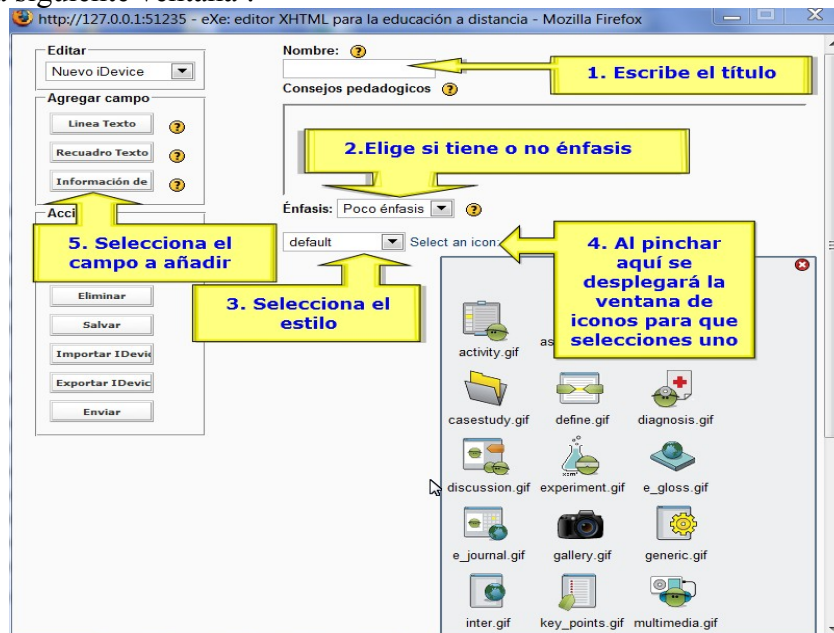 siguiente ventana :
http://127.0.0.1:51235 - eXe: editor XHTML para la educación a distancia - Mozilla Firefox
Editar
Nuevo iDevice
Agregar campo
Linea Texto
Recuadro Texto
Información de
Acci
Eliminar
Salvar
Importar IDevi
Exportar IDevic
Enviar
Nombre:
1. Escribe el título
Consejos pedadogicos
2.Elige si tiene o no énfasis
Énfasis: Poco énfasis
default
Select an icon:
5. Selecciona el
campo a añadir
3. Selecciona el
estilo
4. Al pinchar
aquí se
desplegará la
ventana de
iconos para que
selecciones uno
activity.gif
as
casestudy.gif define.gif diagnosis.gif
discussion.gif experiment.gif e_gloss.gif
e_journal.gif gallery.gif generic.gif
inter.gif key_points.gif multimedia.gif